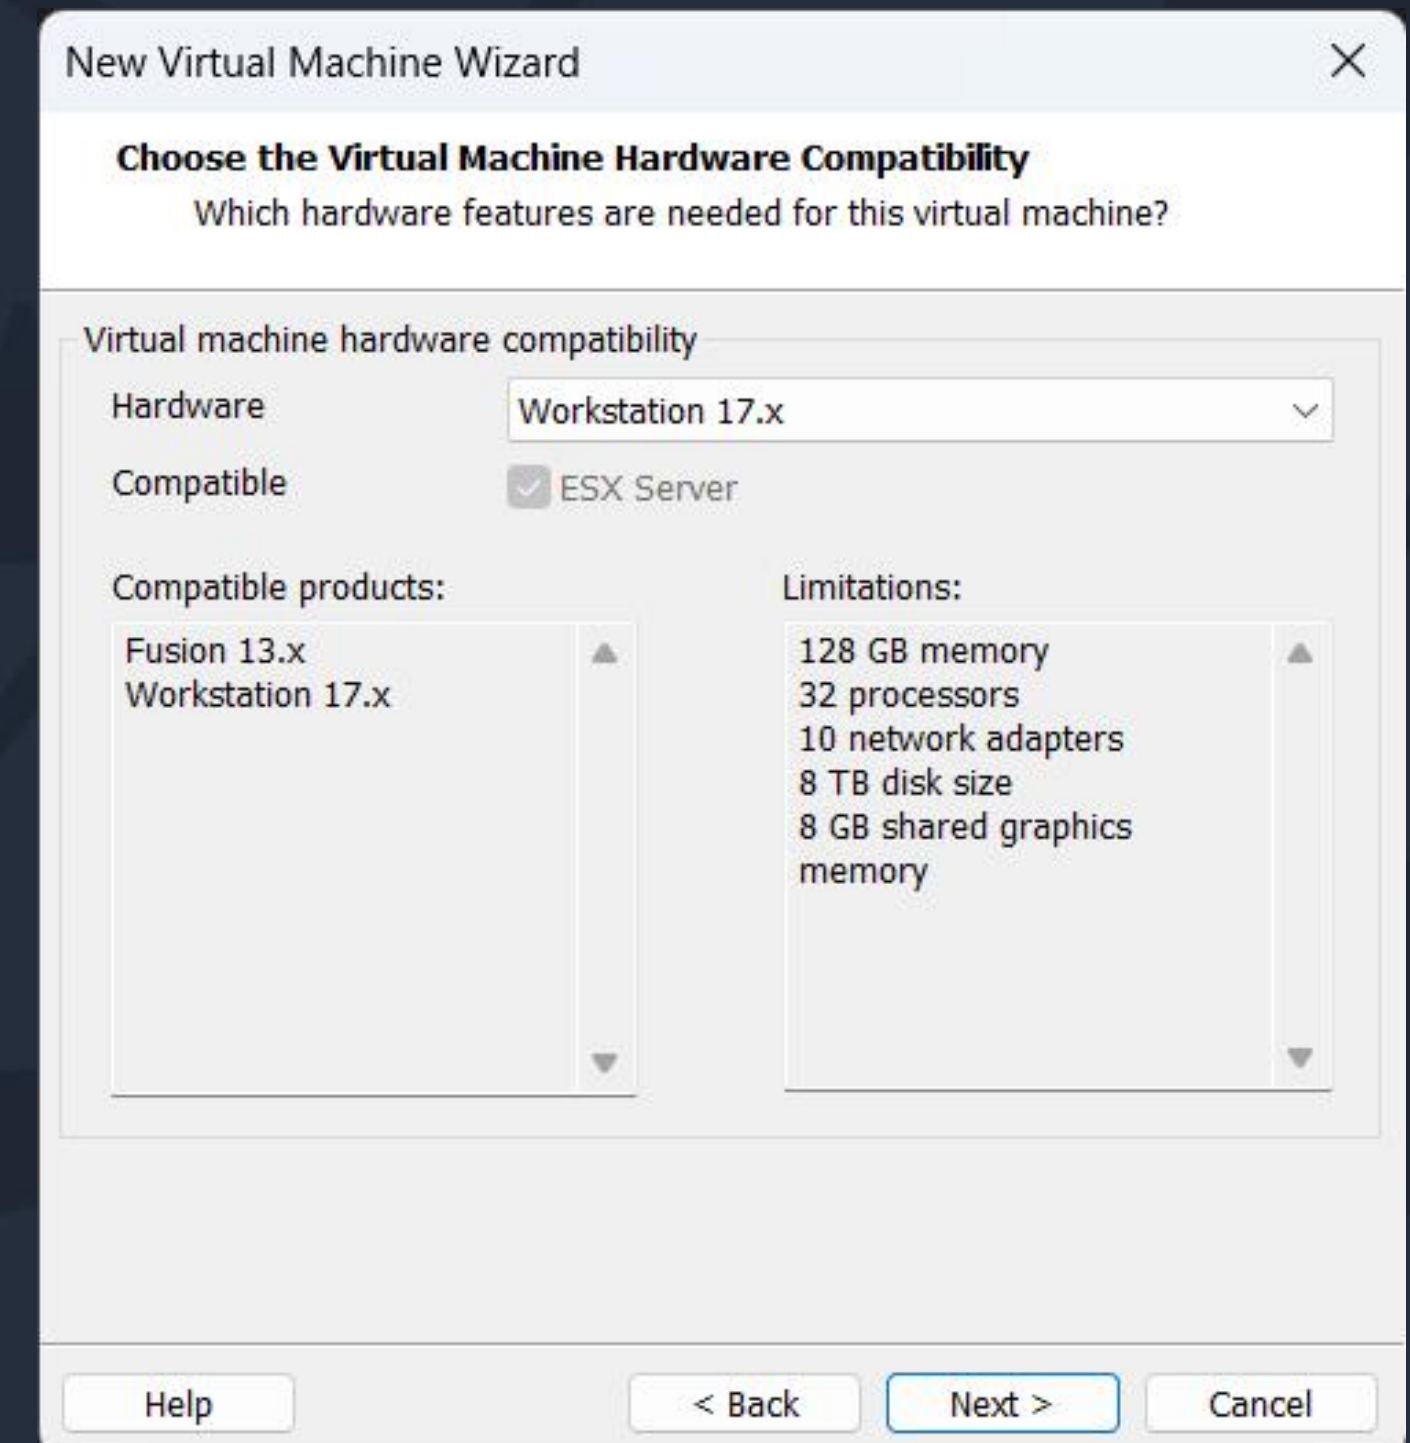 New Virtual Machine Wizard
Choose the Virtual Machine Hardware Compatibility
Which hardware features are needed for this virtual machine?
Virtual machine hardware compatibility
Hardware
Workstation 17.x
Compatible
ESX Server
Compatible products:
Fusion 13.x
Workstation 17.x
Limitations:
128 GB memory
32 processors
10 network adapters
8 TB disk size
8 GB shared graphics
memory
Help
< Back
Next >
Cancel